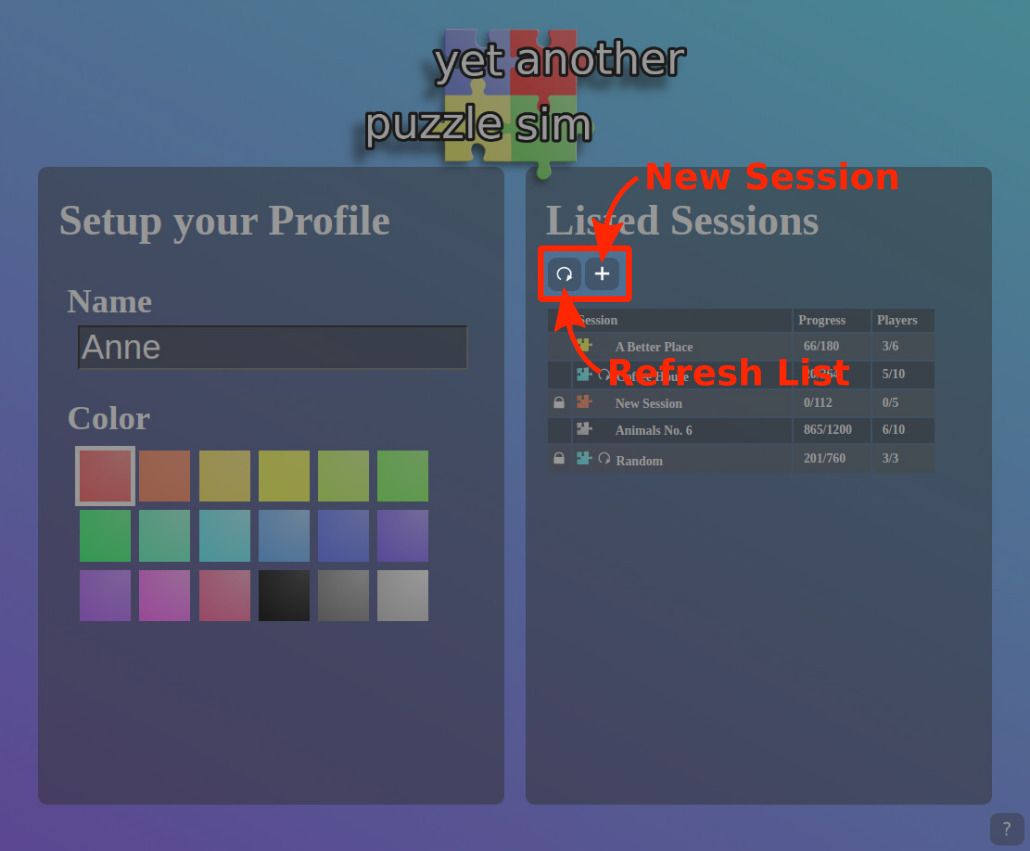 yet another
puzzle sim
New Session
Setup your Profile
Listed Sessions
Name
Anne
Color
Session Progress Players
A Better Place 66/180 3/6
Refresh List
5/10
New Session 0/112 0/5
Animals No. 6 865/1200 6/10
Random 201/760 3/3
?